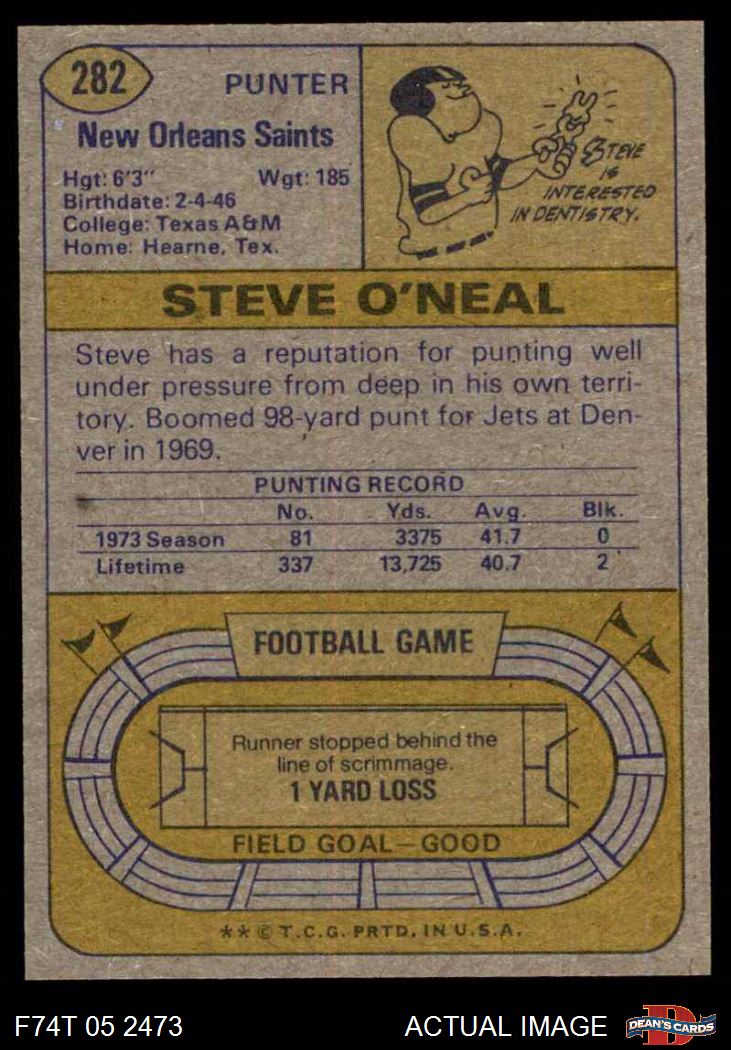 282
PUNTER
New Orleans Saints
Hgt: 6'3" Wgt: 185
Birthdate: 2-4-46
College: Texas A&M
Home: Hearne, Tex.
STEVE
IS
INTERESTED
IN DENTISTRY.
STEVE O'NEAL
Steve has a reputation for punting well
under pressure from deep in his own terri-
tory. Boomed 98-yard punt for Jets at Den-
ver in 1969.
PUNTING RECORD
No. Yds. Avg. Blk.
1973 Season 81 3375 41.7 0
Lifetime 337 13,725 40.7 2
FOOTBALL GAME
Runner stopped behind the
line of scrimmage.
1 YARD LOSS
FIELD GOAL—GOOD
** © T.C.G. PRTD. IN U.S.A.
F74T 05 2473 ACTUAL IMAGE
D
DEAN'S CARDS